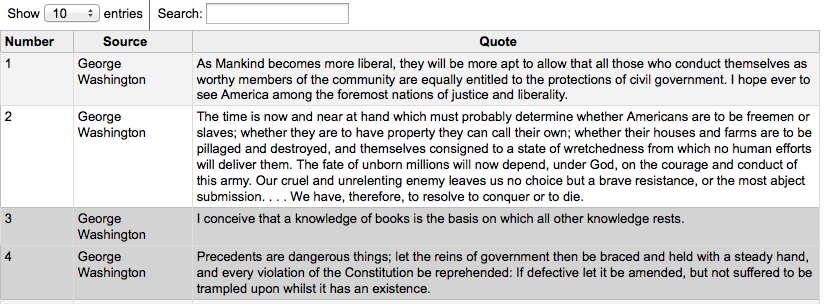 Show 10 entries Search:
Number Source Quote
1 George Washington As Mankind becomes more liberal, they will be more apt to allow that all those who conduct themselves as
worthy members of the community are equally entitled to the protections of civil government. I hope ever to
see America among the foremost nations of justice and liberality.
2 George Washington The time is now and near at hand which must probably determine whether Americans are to be freemen or
slaves; whether they are to have property they can call their own; whether their houses and farms are to be
pillaged and destroyed, and themselves consigned to a state of wretchedness from which no human efforts
will deliver them. The fate of unborn millions will now depend, under God, on the courage and conduct of
this army. Our cruel and unrelenting enemy leaves us no choice but a brave resistance, or the most abject
submission. . . . We have, therefore, to resolve to conquer or to die.
3 George Washington I conceive that a knowledge of books is the basis on which all other knowledge rests.
4 George Washington Precedents are dangerous things; let the reins of government then be braced and held with a steady hand,
and every violation of the Constitution be reprehended: If defective let it be amended, but not suffered to be
trampled upon whilst it has an existence.